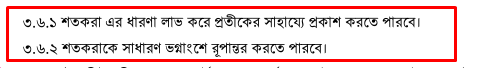 ৩.৬.১ শতকরা এর ধারণা লাভ করে প্রতীকের সাহায্যে প্রকাশ করতে পারবে।
৩.৬.২ শতকরাকে সাধারণ ভগ্নাংশে রূপান্তর করতে পারবে।